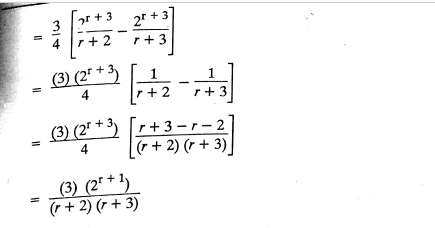 = 3/4 [2^(r + 3)/(r + 2) − 2^(r + 3)/(r + 3)]
= (3) (2^(r + 3))/4 [1/(r + 2) − 1/(r + 3)]
= (3) (2^(r + 3))/4 [(r + 3 − r − 2)/((r + 2) (r + 3))]
= (3) (2^(r + 1))/((r + 2) (r + 3))